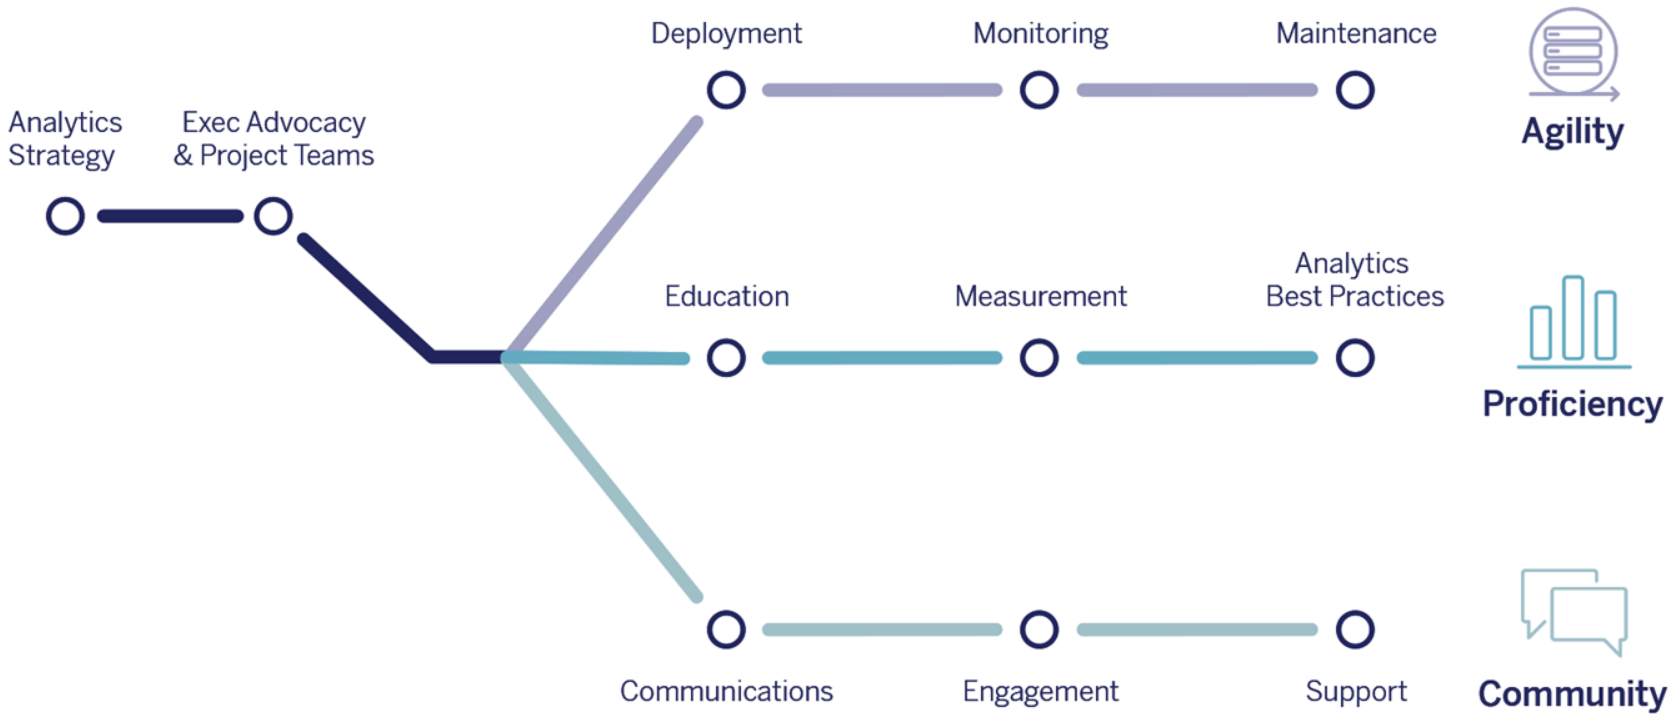 Analytics
Strategy
Exec Advocacy
& Project Teams
Deployment
Monitoring
Maintenance
Agility
Education
Measurement
Analytics
Best Practices
Proficiency
Communications
Engagement
Support
Community